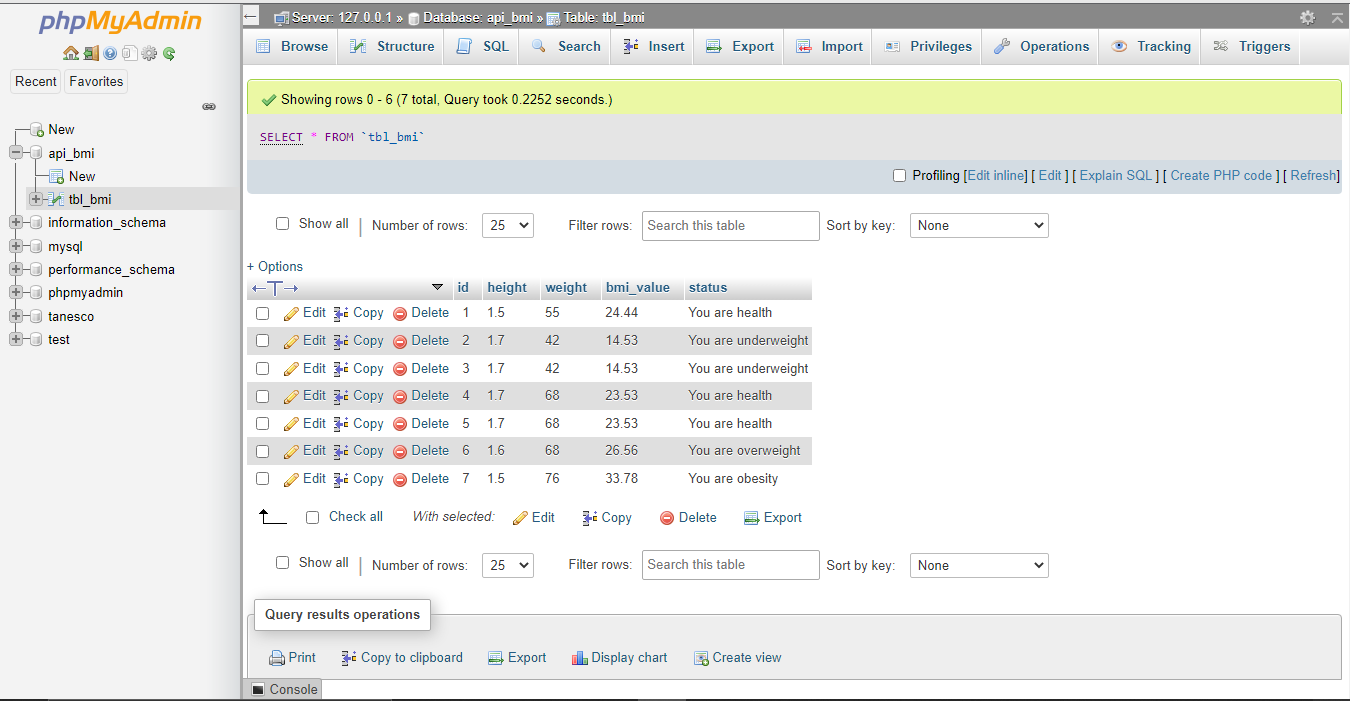 phpMyAdmin
Recent Favorites
New
api_bmi
New
tbl_bmi
information_schema
mysql
performance_schema
phpmyadmin
tanesco
test
Server: 127.0.0.1 » Database: api_bmi » Table: tbl_bmi
Browse Structure SQL Search Insert Export Import Privileges Operations Tracking Triggers
Showing rows 0 - 6 (7 total, Query took 0.2252 seconds.)
SELECT * FROM `tbl_bmi`
Profiling [Edit inline] [ Edit ] [ Explain SQL ] [ Create PHP code ] [ Refresh]
Show all | Number of rows: 25 Filter rows: Search this table Sort by key: None
+ Options
←T→ id height weight bmi_value status
Edit Copy Delete 1 1.5 55 24.44 You are health
Edit Copy Delete 2 1.7 42 14.53 You are underweight
Edit Copy Delete 3 1.7 42 14.53 You are underweight
Edit Copy Delete 4 1.7 68 23.53 You are health
Edit Copy Delete 5 1.7 68 23.53 You are health
Edit Copy Delete 6 1.6 68 26.56 You are overweight
Edit Copy Delete 7 1.5 76 33.78 You are obesity
Check all With selected: Edit Copy Delete Export
Show all | Number of rows: 25 Filter rows: Search this table Sort by key: None
Query results operations
Print Copy to clipboard Export Display chart Create view
Console